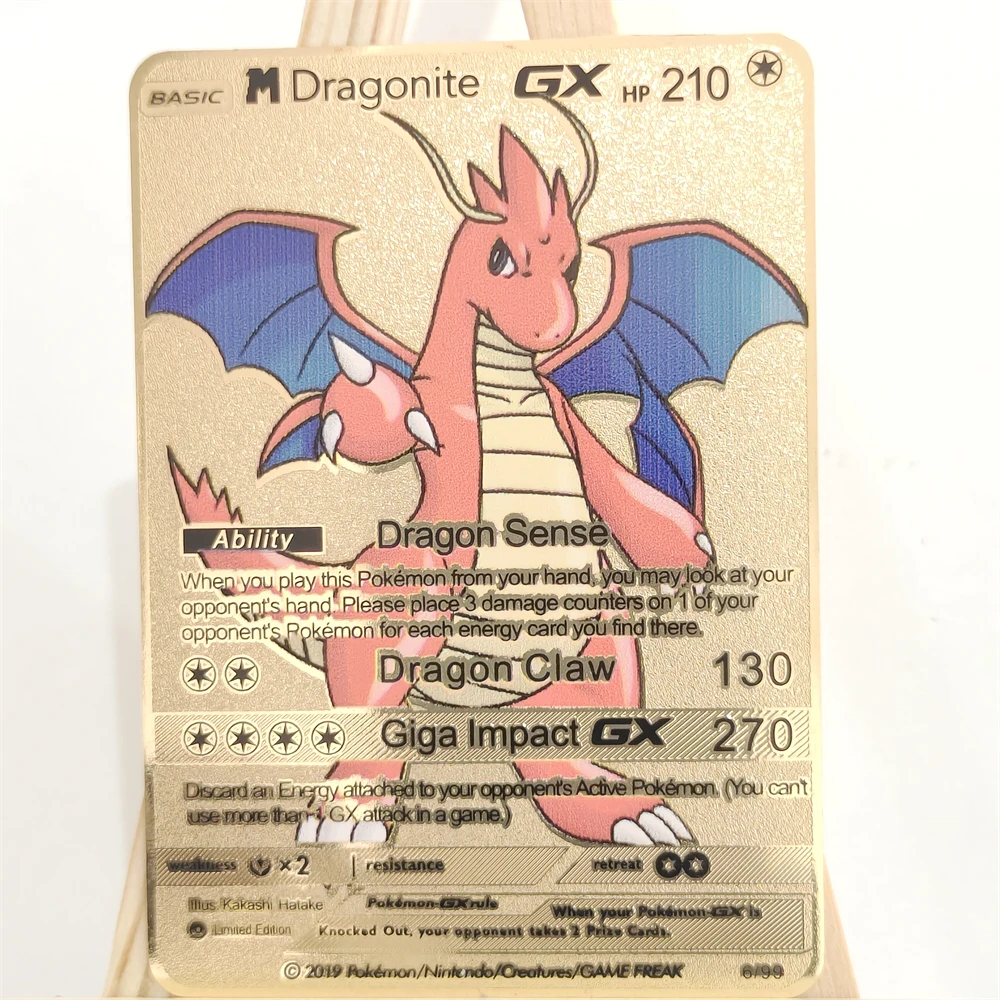 BASIC M Dragonite GX HP 210
Ability Dragon Sense
When you play this Pokémon from your hand, you may look at your
opponent's hand. Please place 3 damage counters on 1 of your
opponent's Pokémon for each energy card you find there.
Dragon Claw 130
Giga Impact GX 270
Discard an Energy attached to your opponent's Active Pokémon. (You can't
use more than 1 GX attack in a game.)
weakness ×2 resistance retreat
Illus. Kakashi Hatake Pokémon-GX rule When your Pokémon-GX is
Limited Edition Knocked Out, your opponent takes 2 Prize Cards.
© 2019 Pokémon/Nintendo/Creatures/GAME FREAK 6/99